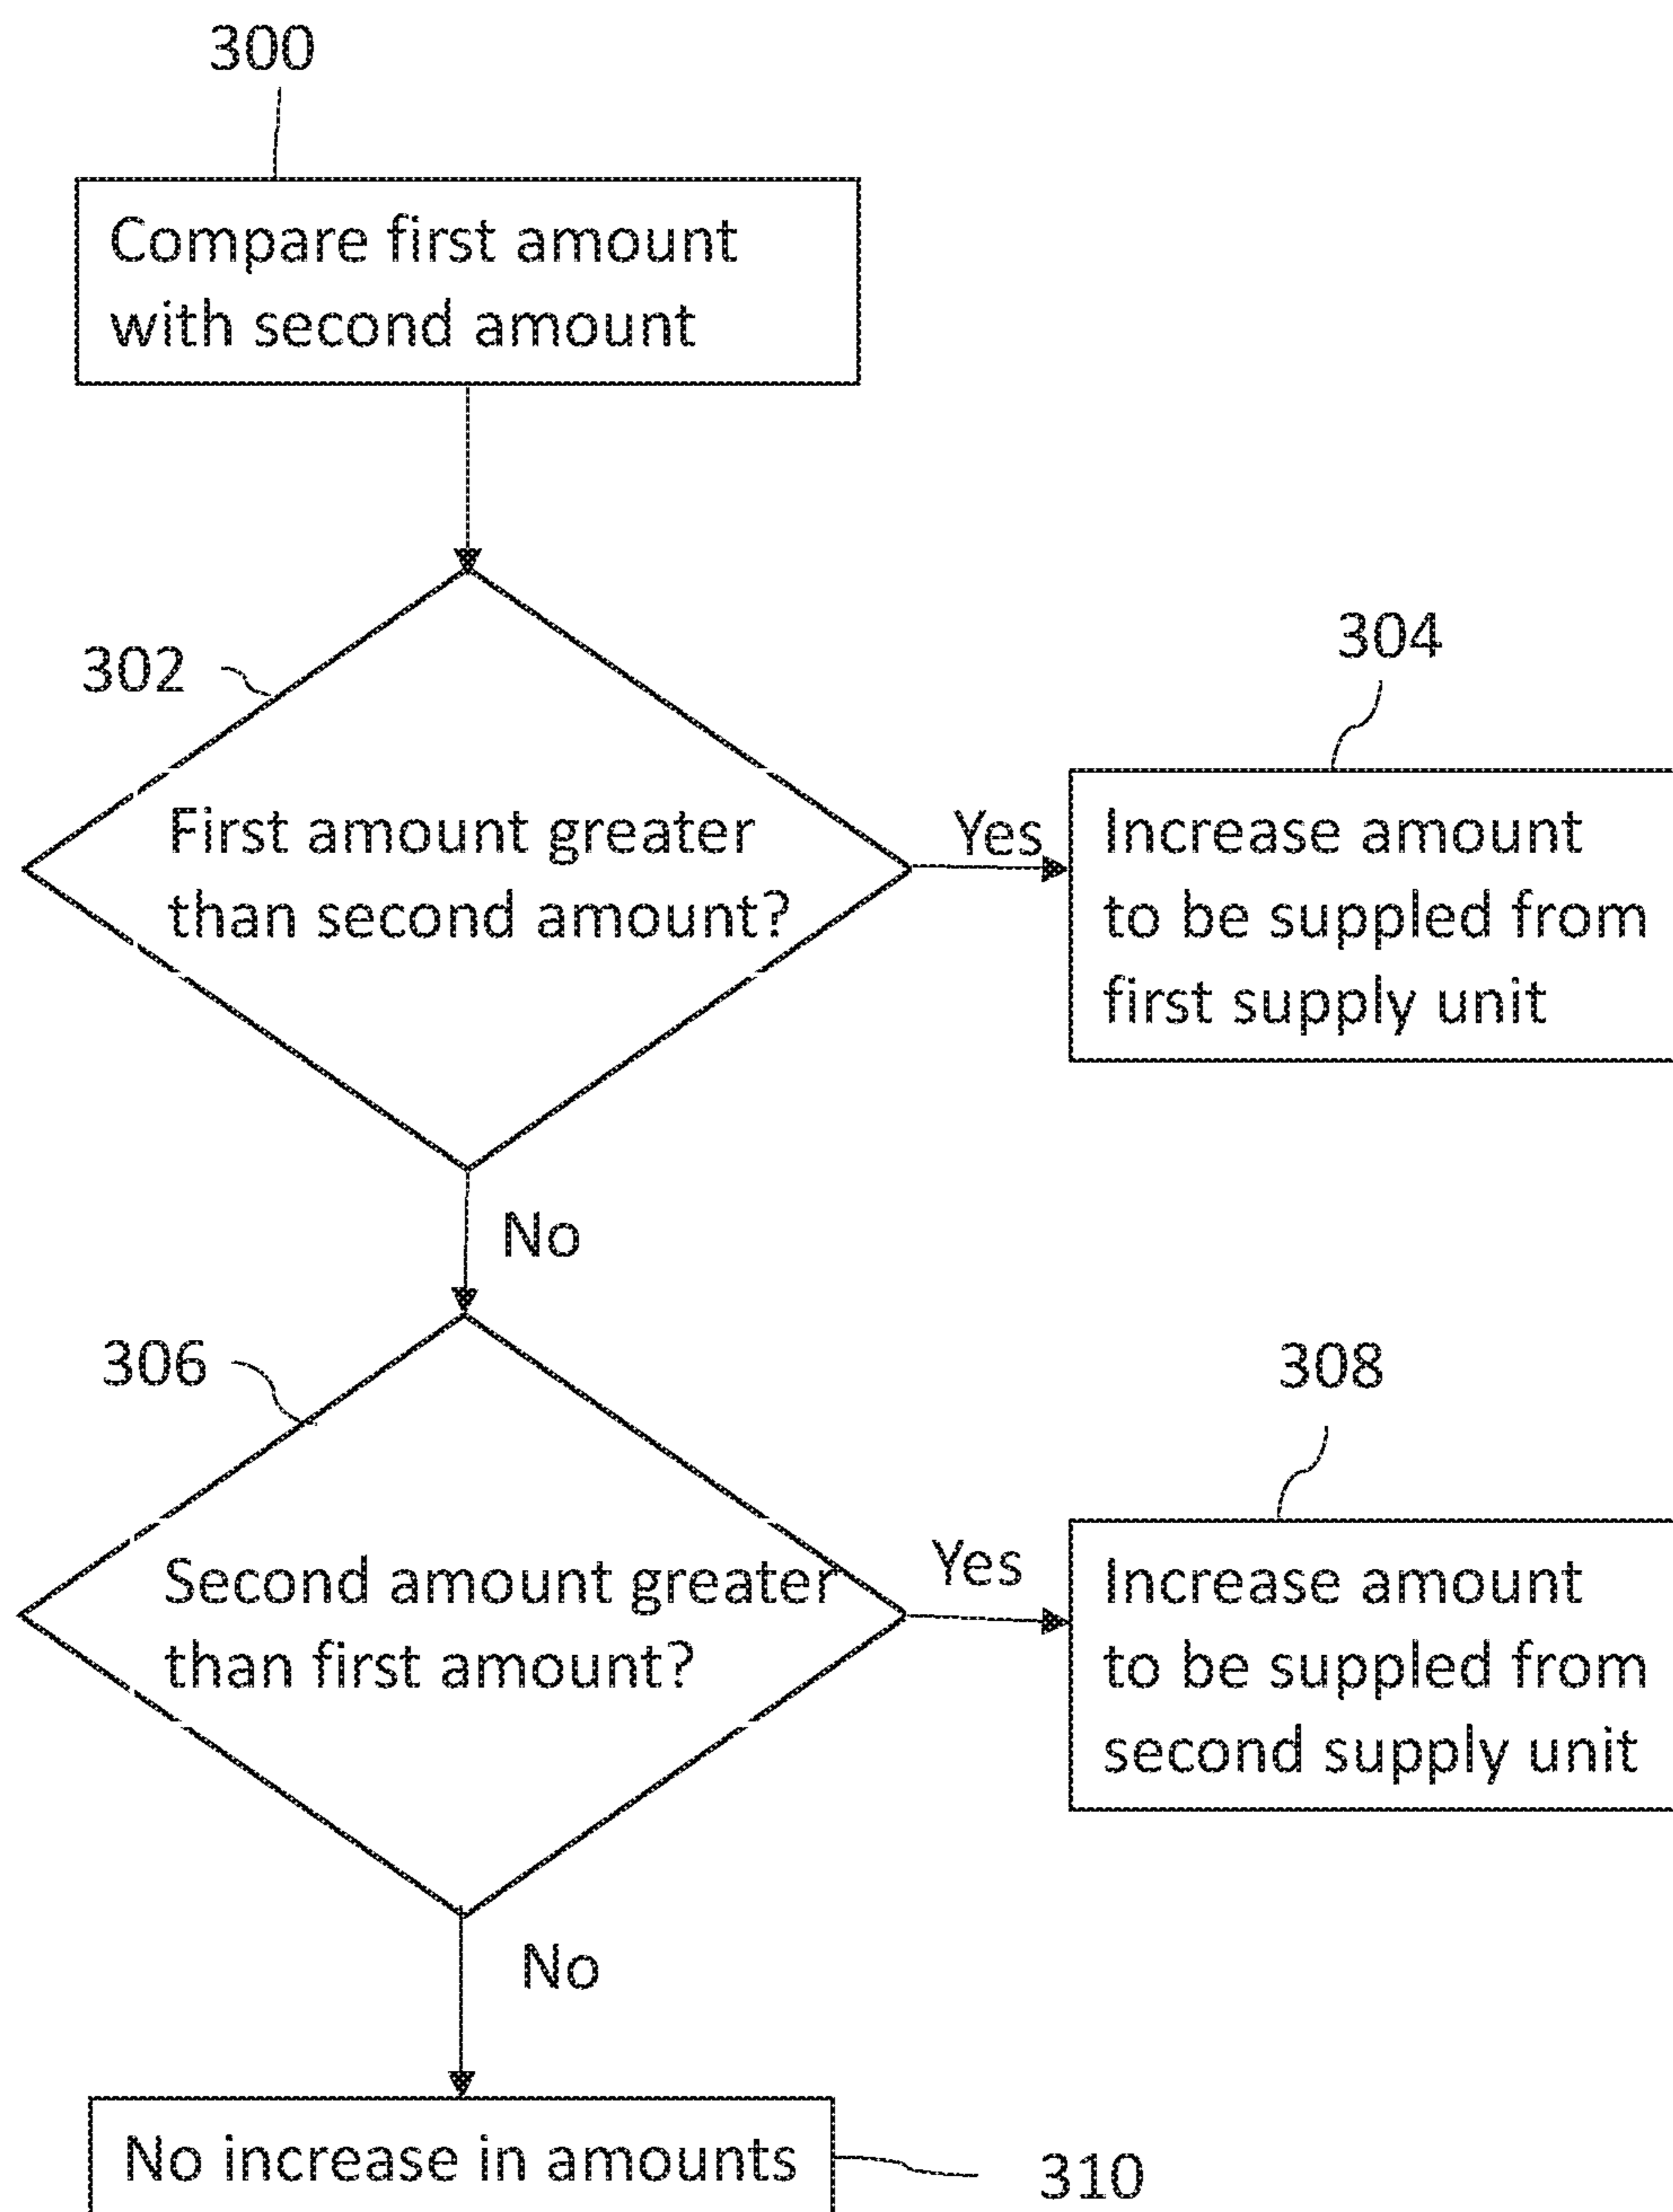 300
Compare first amount
with second amount
302
First amount greater
than second amount?
Yes
304
Increase amount
to be suppled from
first supply unit
No
306
Second amount greater
than first amount?
Yes
308
Increase amount
to be suppled from
second supply unit
No
No increase in amounts
310